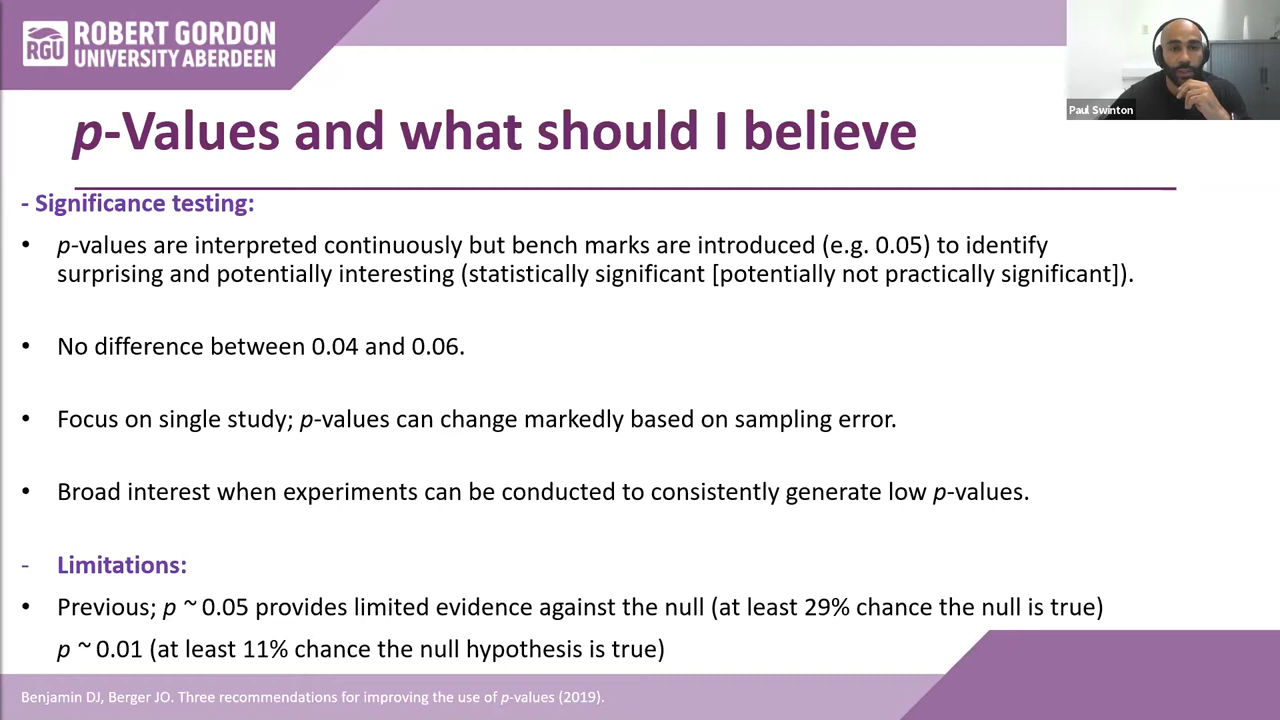 ROBERT GORDON
UNIVERSITY ABERDEEN
RGU
Paul Swinton
p-Values and what should I believe
- Significance testing:
• p-values are interpreted continuously but bench marks are introduced (e.g. 0.05) to identify
surprising and potentially interesting (statistically significant [potentially not practically significant]).
• No difference between 0.04 and 0.06.
• Focus on single study; p-values can change markedly based on sampling error.
• Broad interest when experiments can be conducted to consistently generate low p-values.
- Limitations:
• Previous; p ~ 0.05 provides limited evidence against the null (at least 29% chance the null is true)
p ~ 0.01 (at least 11% chance the null hypothesis is true)
Benjamin DJ, Berger JO. Three recommendations for improving the use of p-values (2019).